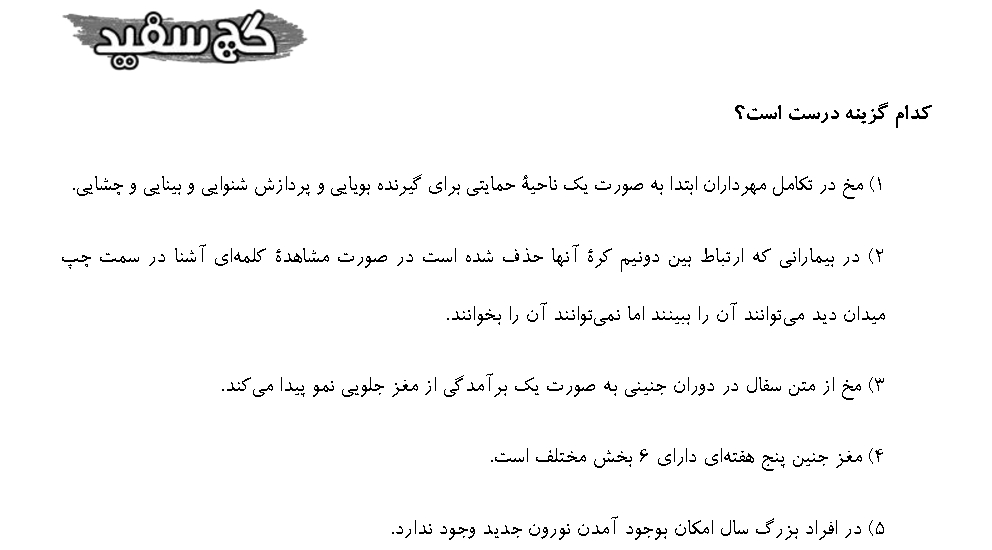 گچ سفید
کدام گزینه درست است؟
۱) مخ در تکامل مهرداران ابتدا به صورت یک ناحیهٔ حمایتی برای گیرنده بویایی و پردازش شنوایی و بینایی و چشایی.
۲) در بیمارانی که ارتباط بین دونیم کرهٔ آنها حذف شده است در صورت مشاهدهٔ کلمه‌ای آشنا در سمت چپ
میدان دید می‌توانند آن را ببینند اما نمی‌توانند آن را بخوانند.
۳) مخ از متن سفال در دوران جنینی به صورت یک برآمدگی از مغز جلویی نمو پیدا می‌کند.
۴) مغز جنین پنج هفته‌ای دارای ۶ بخش مختلف است.
۵) در افراد بزرگ سال امکان بوجود آمدن نورون جدید وجود ندارد.